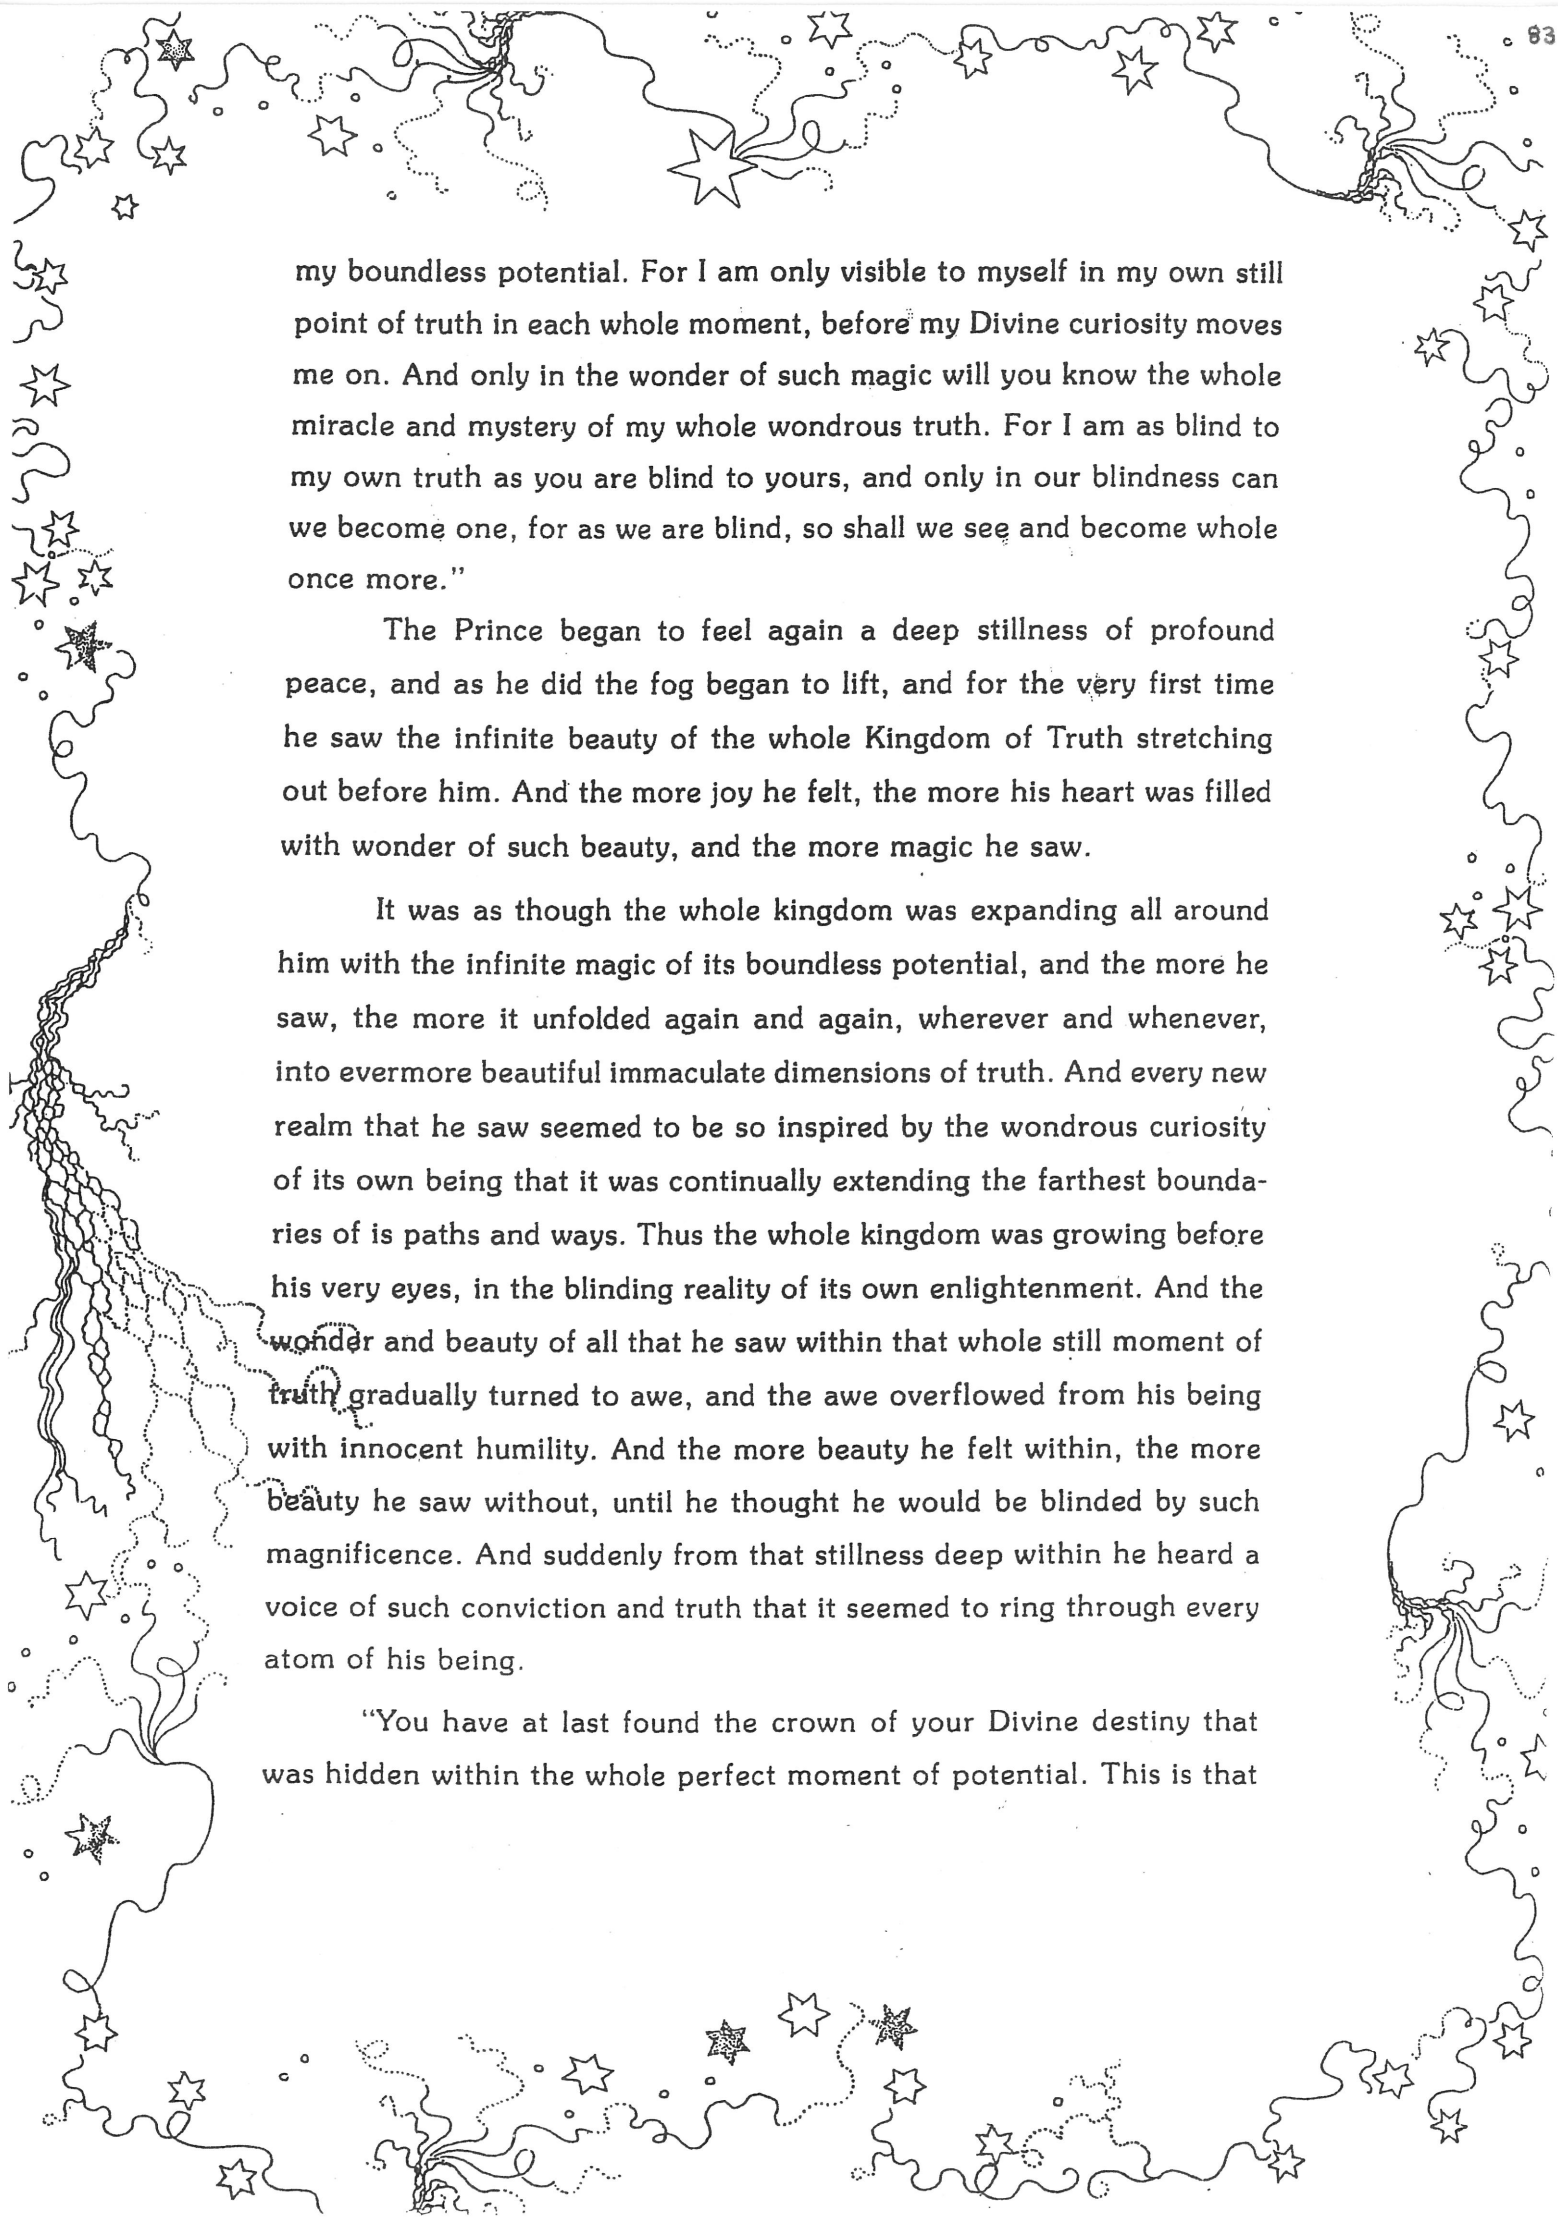 83
my boundless potential. For I am only visible to myself in my own still
point of truth in each whole moment, before my Divine curiosity moves
me on. And only in the wonder of such magic will you know the whole
miracle and mystery of my whole wondrous truth. For I am as blind to
my own truth as you are blind to yours, and only in our blindness can
we become one, for as we are blind, so shall we see and become whole
once more.”
The Prince began to feel again a deep stillness of profound
peace, and as he did the fog began to lift, and for the very first time
he saw the infinite beauty of the whole Kingdom of Truth stretching
out before him. And the more joy he felt, the more his heart was filled
with wonder of such beauty, and the more magic he saw.
It was as though the whole kingdom was expanding all around
him with the infinite magic of its boundless potential, and the more he
saw, the more it unfolded again and again, wherever and whenever,
into evermore beautiful immaculate dimensions of truth. And every new
realm that he saw seemed to be so inspired by the wondrous curiosity
of its own being that it was continually extending the farthest bounda-
ries of is paths and ways. Thus the whole kingdom was growing before
his very eyes, in the blinding reality of its own enlightenment. And the
wonder and beauty of all that he saw within that whole still moment of
truth gradually turned to awe, and the awe overflowed from his being
with innocent humility. And the more beauty he felt within, the more
beauty he saw without, until he thought he would be blinded by such
magnificence. And suddenly from that stillness deep within he heard a
voice of such conviction and truth that it seemed to ring through every
atom of his being.
“You have at last found the crown of your Divine destiny that
was hidden within the whole perfect moment of potential. This is that